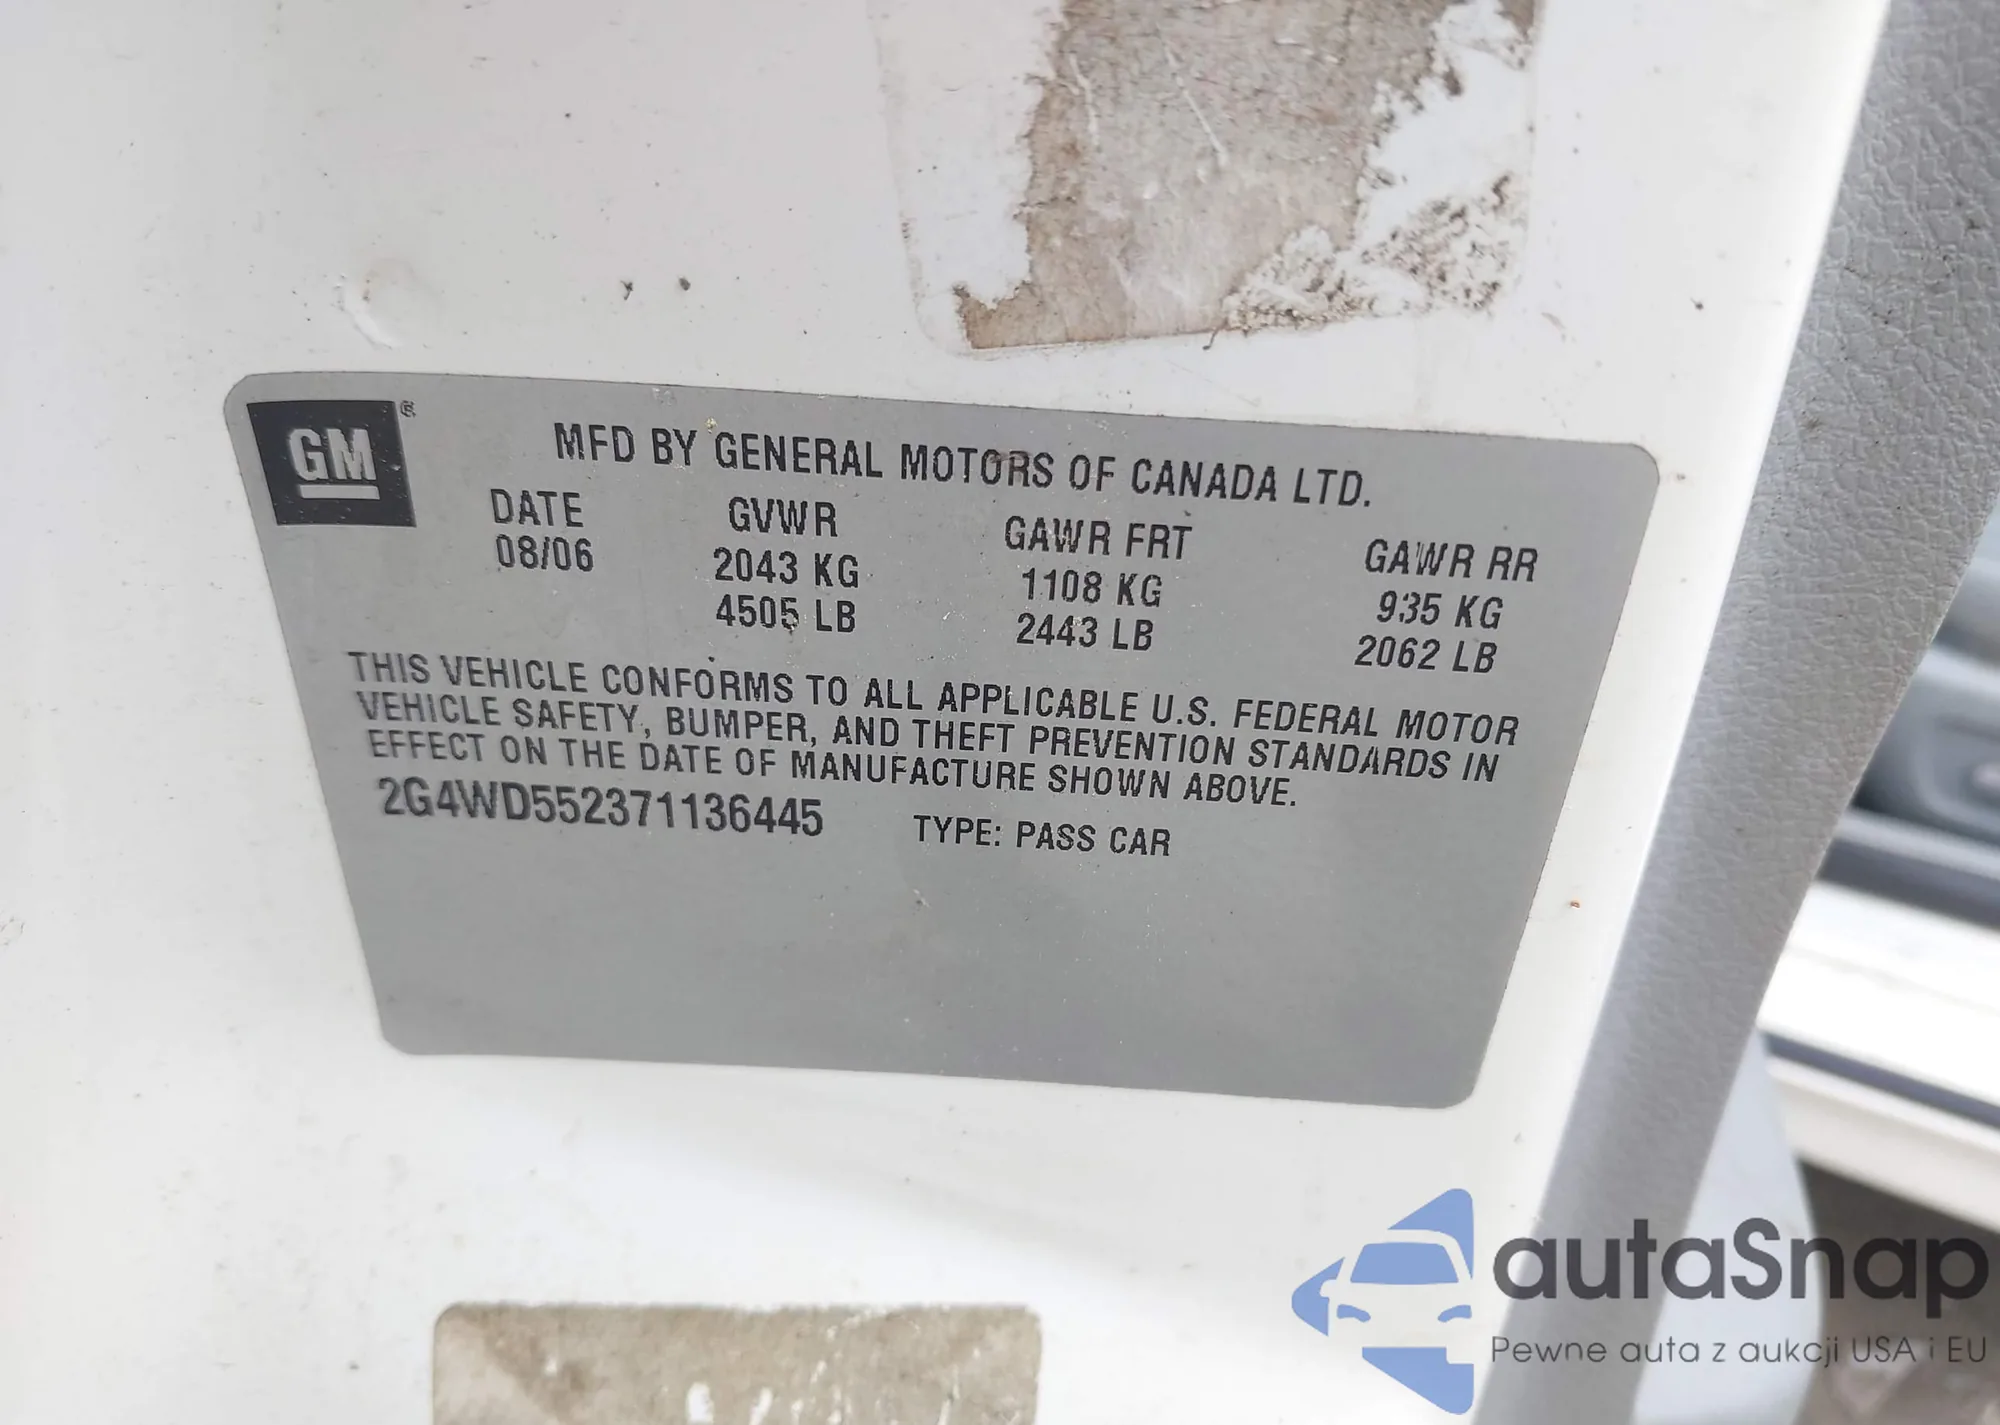 GM
MFD BY GENERAL MOTORS OF CANADA LTD.
DATE GVWR GAWR FRT GAWR RR
08/06 2043 KG 1108 KG 935 KG
4505 LB 2443 LB 2062 LB
THIS VEHICLE CONFORMS TO ALL APPLICABLE U.S. FEDERAL MOTOR
VEHICLE SAFETY, BUMPER, AND THEFT PREVENTION STANDARDS IN
EFFECT ON THE DATE OF MANUFACTURE SHOWN ABOVE.
2G4WD552371136445 TYPE: PASS CAR
autaSnap
Pewne auta z aukcji USA i EU